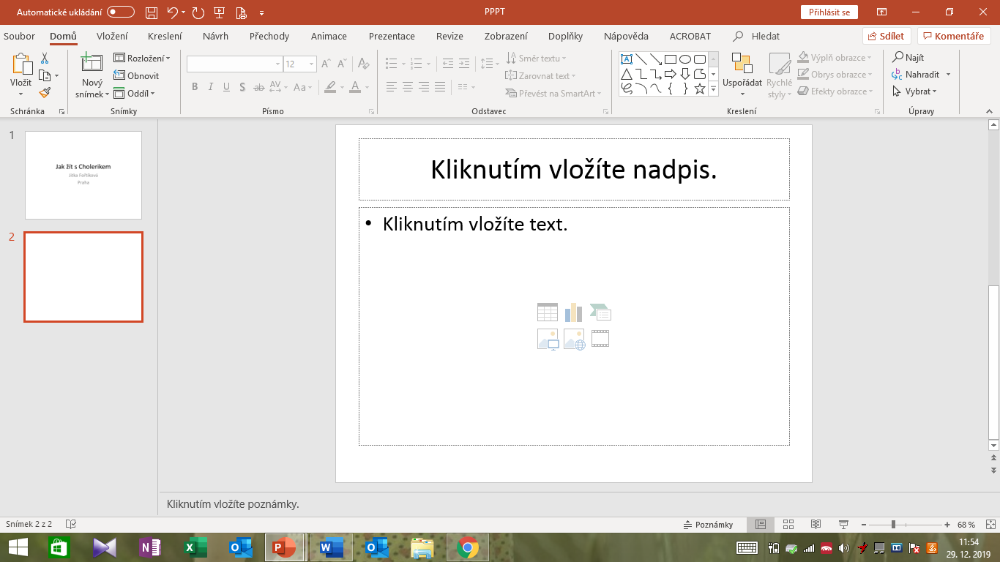 Automatické ukládání
PPPT
Přihlásit se
Soubor Domů Vložení Kreslení Návrh Přechody Animace Prezentace Revize Zobrazení Doplňky Nápověda ACROBAT Hledat Sdílet Komentáře
Vložit
Schránka
Nový snímek
Rozložení
Obnovit
Oddíl
Snímky
12
B I U S ab AV Aa A
Písmo
Směr textu
Zarovnat text
Převést na SmartArt
Odstavec
Uspořádat
Rychlé styly
Výplň obrazce
Obrys obrazce
Efekty obrazce
Kreslení
Najít
Nahradit
Vybrat
Úpravy
1
Jak žít s Cholerikem
Jitka Fořtíková
Praha
2
Kliknutím vložíte nadpis.
• Kliknutím vložíte text.
Kliknutím vložíte poznámky.
Snímek 2 z 2
Poznámky
68 %
11:54
29. 12. 2019